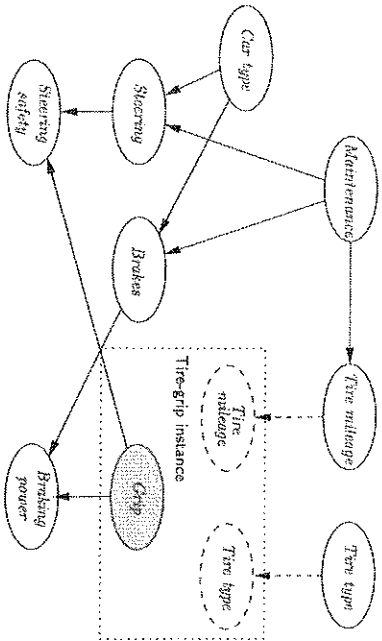 Maintenance
Tire mileage
Tire type
Car type
Steering
Brakes
Tire
mileage
Tire type
Tire-grip instance
Grip
Steering
safety
Braking
power